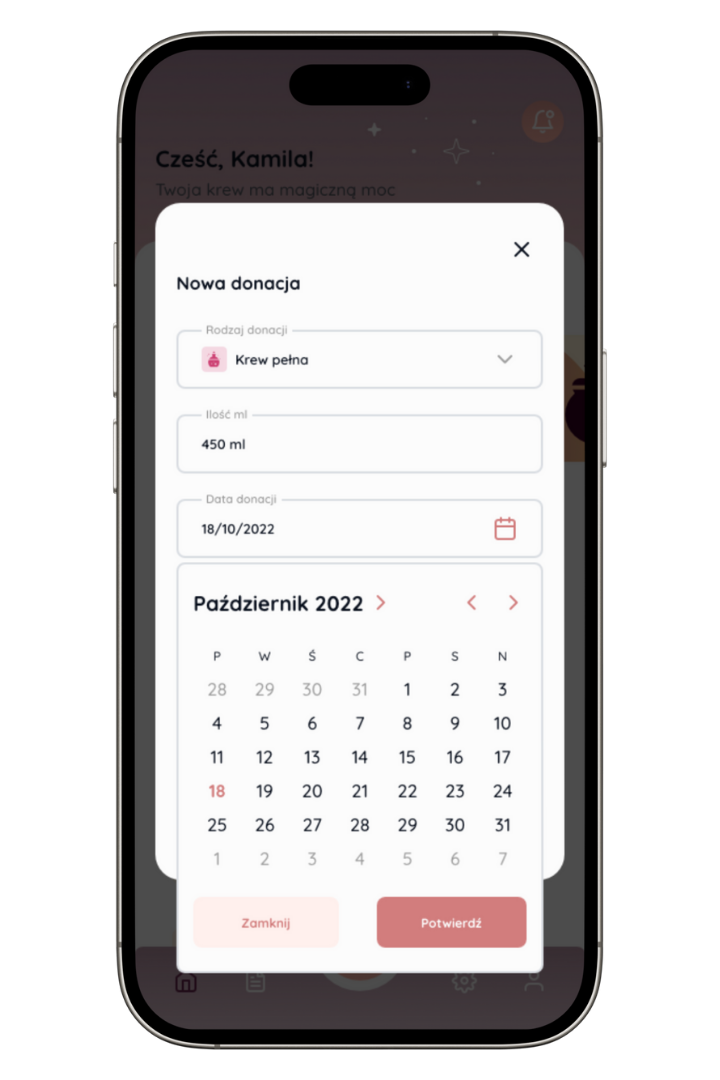 Cześć, Kamila!
Twoja krew ma magiczną moc
Nowa donacja
Rodzaj donacji
Krew pełna
Ilość ml
450 ml
Data donacji
18/10/2022
Październik 2022
P W Ś C P S N
28 29 30 31 1 2 3
4 5 6 7 8 9 10
11 12 13 14 15 16 17
18 19 20 21 22 23 24
25 26 27 28 29 30 31
1 2 3 4 5 6 7
Zamknij Potwierdź